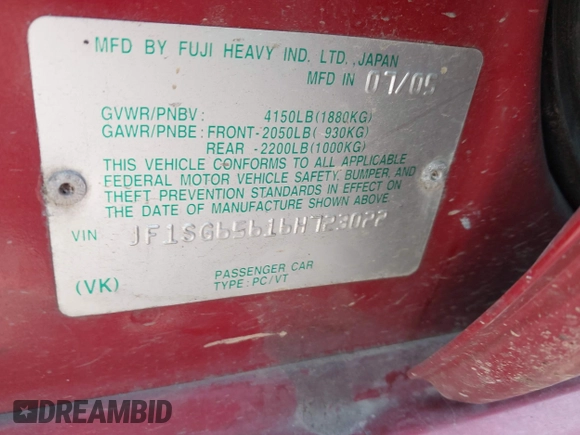 MFD BY FUJI HEAVY IND. LTD., JAPAN
MFD IN 07/05
GVWR/PNBV: 4150LB(1880KG)
GAWR/PNBE: FRONT-2050LB( 930KG)
REAR -2200LB(1000KG)
THIS VEHICLE CONFORMS TO ALL APPLICABLE
FEDERAL MOTOR VEHICLE SAFETY, BUMPER, AND
THEFT PREVENTION STANDARDS IN EFFECT ON
THE DATE OF MANUFACTURE SHOWN ABOVE.
VIN JF1SG65616H723022
PASSENGER CAR
(VK) TYPE: PC/VT
DREAMBID